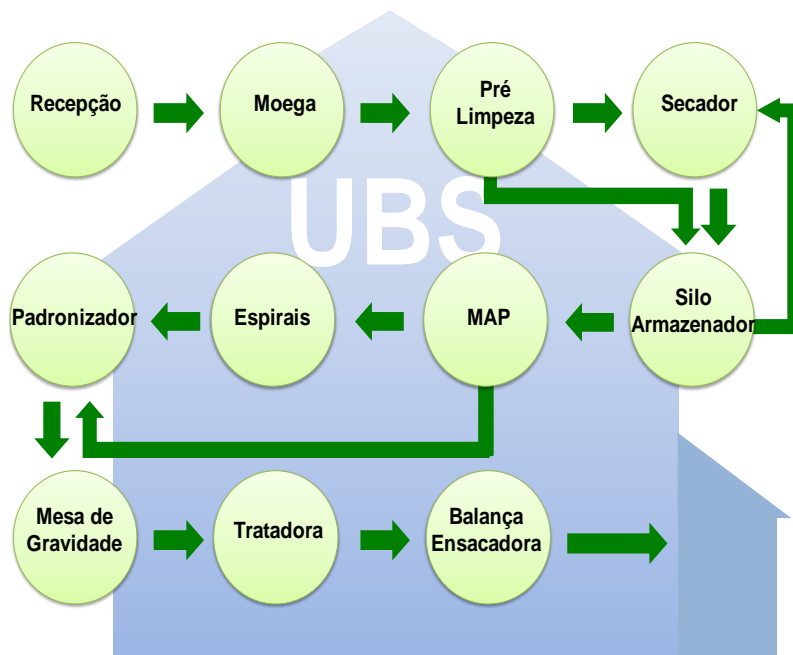 Recepção
Moega
Pré
Limpeza
Secador
UBS
Padronizador
Espirais
MAP
Silo
Armazenador
Mesa de
Gravidade
Tratadora
Balança
Ensacadora